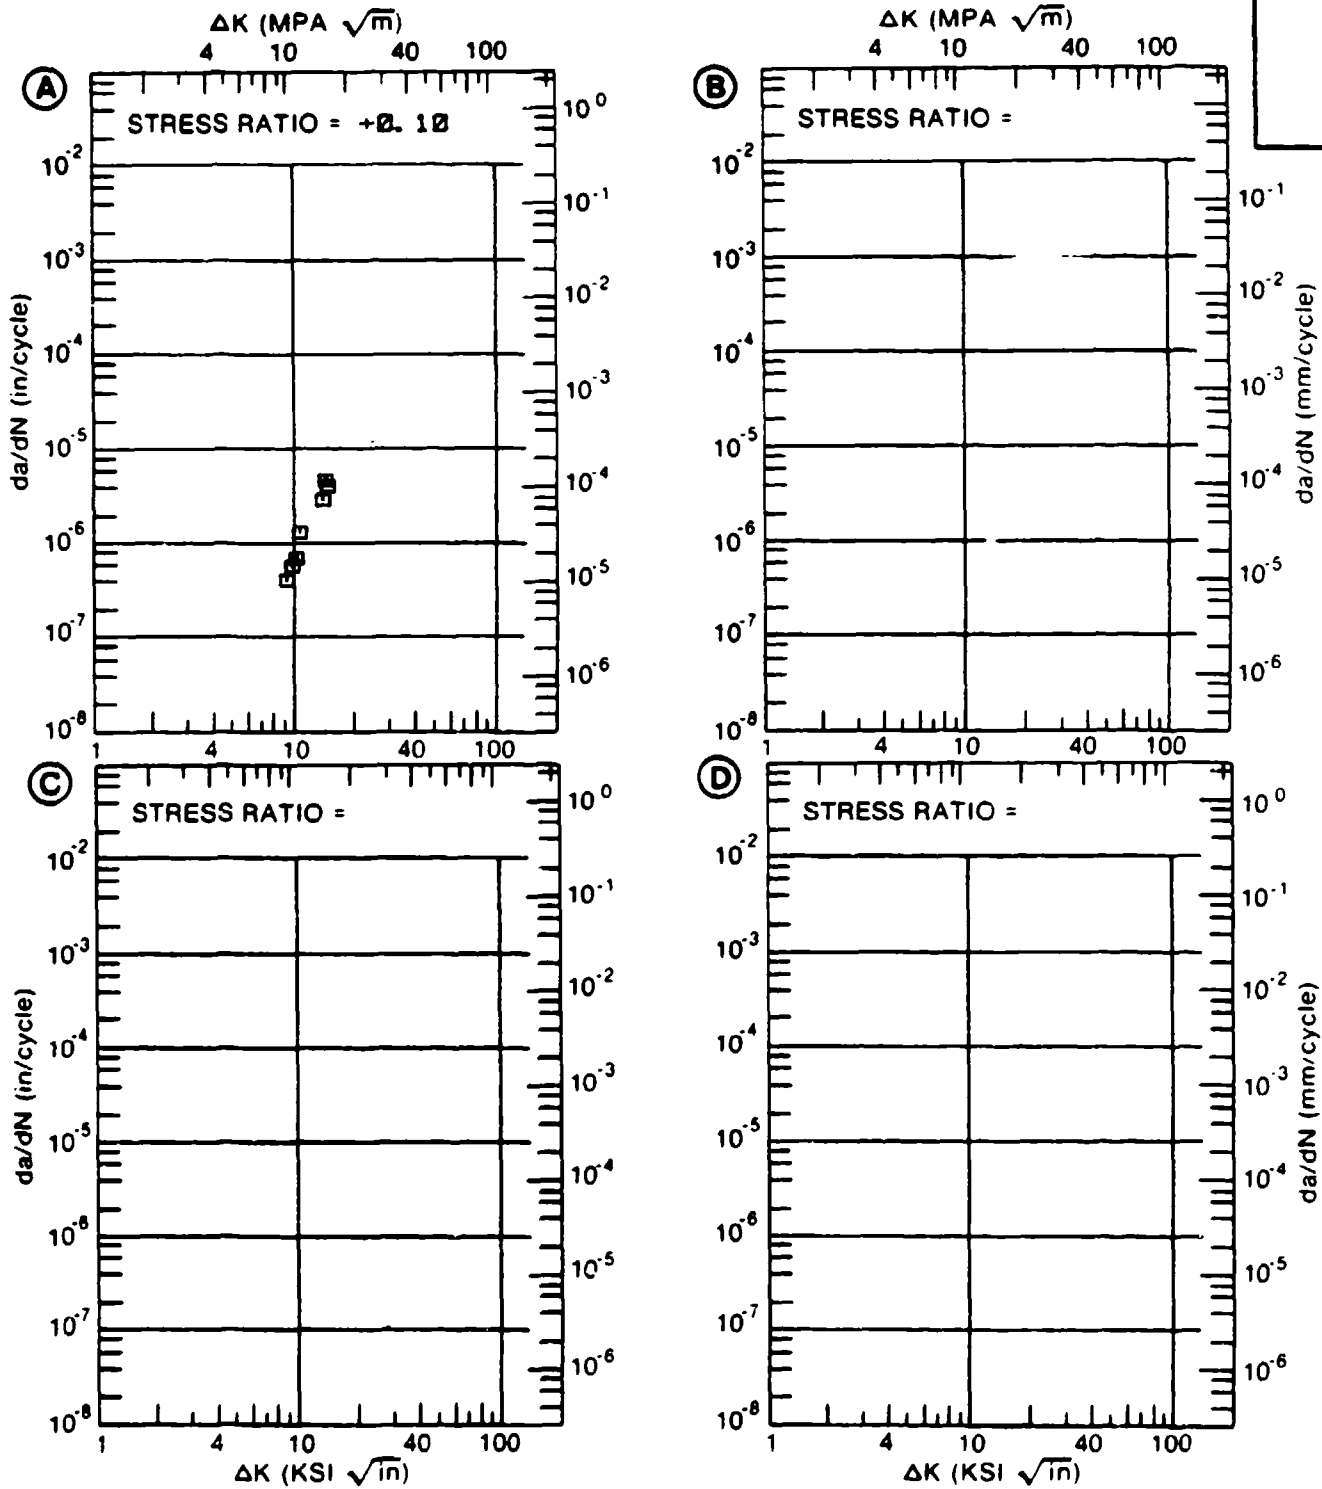 ΔK (MPA √m)
4 10 40 100
A
STRESS RATIO = +0.10
10⁰
10⁻¹
10⁻²
10⁻³
10⁻⁴
10⁻⁵
10⁻⁶
da/dN (in/cycle)
10⁻²
10⁻³
10⁻⁴
10⁻⁵
10⁻⁶
10⁻⁷
10⁻⁸
1 4 10 40 100
ΔK (MPA √m)
4 10 40 100
B
STRESS RATIO =
10⁻²
10⁻³
10⁻⁴
10⁻⁵
10⁻⁶
10⁻⁷
10⁻⁸
10⁻¹
10⁻²
10⁻³
10⁻⁴
10⁻⁵
10⁻⁶
da/dN (mm/cycle)
1 4 10 40 100
C
STRESS RATIO =
da/dN (in/cycle)
10⁻²
10⁻³
10⁻⁴
10⁻⁵
10⁻⁶
10⁻⁷
10⁻⁸
10⁰
10⁻¹
10⁻²
10⁻³
10⁻⁴
10⁻⁵
10⁻⁶
1 4 10 40 100
ΔK (KSI √in)
D
STRESS RATIO =
10⁻²
10⁻³
10⁻⁴
10⁻⁵
10⁻⁶
10⁻⁷
10⁻⁸
10⁰
10⁻¹
10⁻²
10⁻³
10⁻⁴
10⁻⁵
10⁻⁶
da/dN (mm/cycle)
1 4 10 40 100
ΔK (KSI √in)